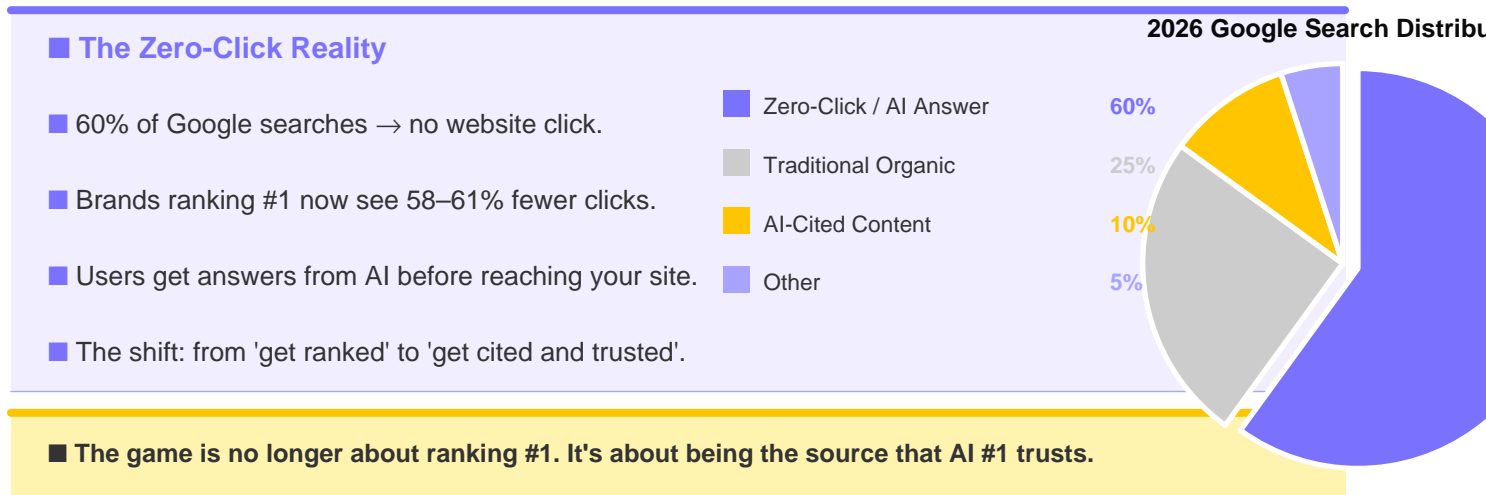 ■ The Zero-Click Reality
■ 60% of Google searches → no website click.
■ Brands ranking #1 now see 58–61% fewer clicks.
■ Users get answers from AI before reaching your site.
■ The shift: from 'get ranked' to 'get cited and trusted'.
2026 Google Search Distribu
Zero-Click / AI Answer 60%
Traditional Organic 25%
AI-Cited Content 10%
Other 5%
■ The game is no longer about ranking #1. It's about being the source that AI #1 trusts.